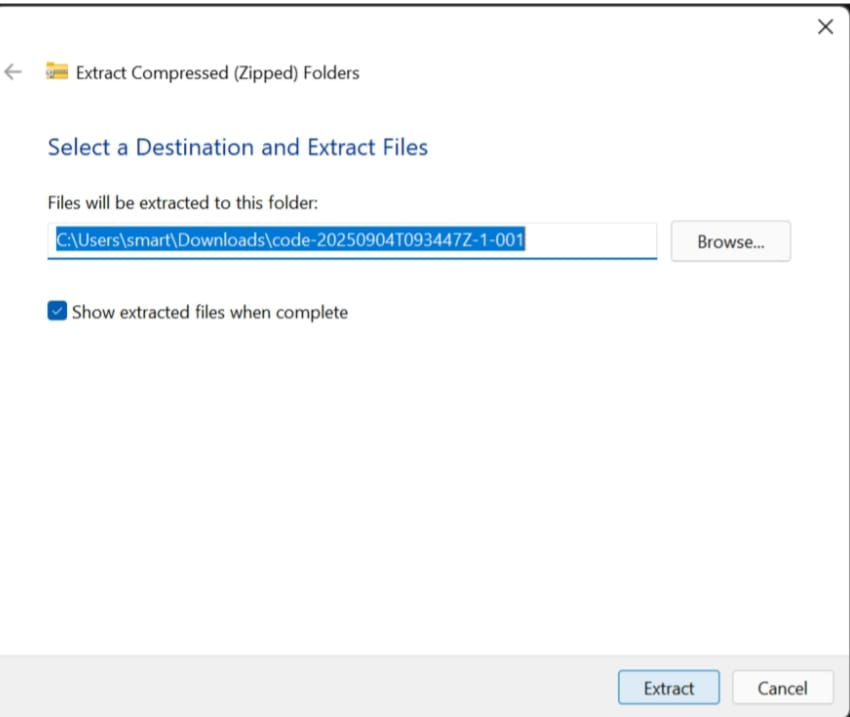 Extract Compressed (Zipped) Folders
Select a Destination and Extract Files
Files will be extracted to this folder:
C:\Users\smart\Downloads\code-20250904T093447Z-1-001
Browse...
Show extracted files when complete
Extract
Cancel